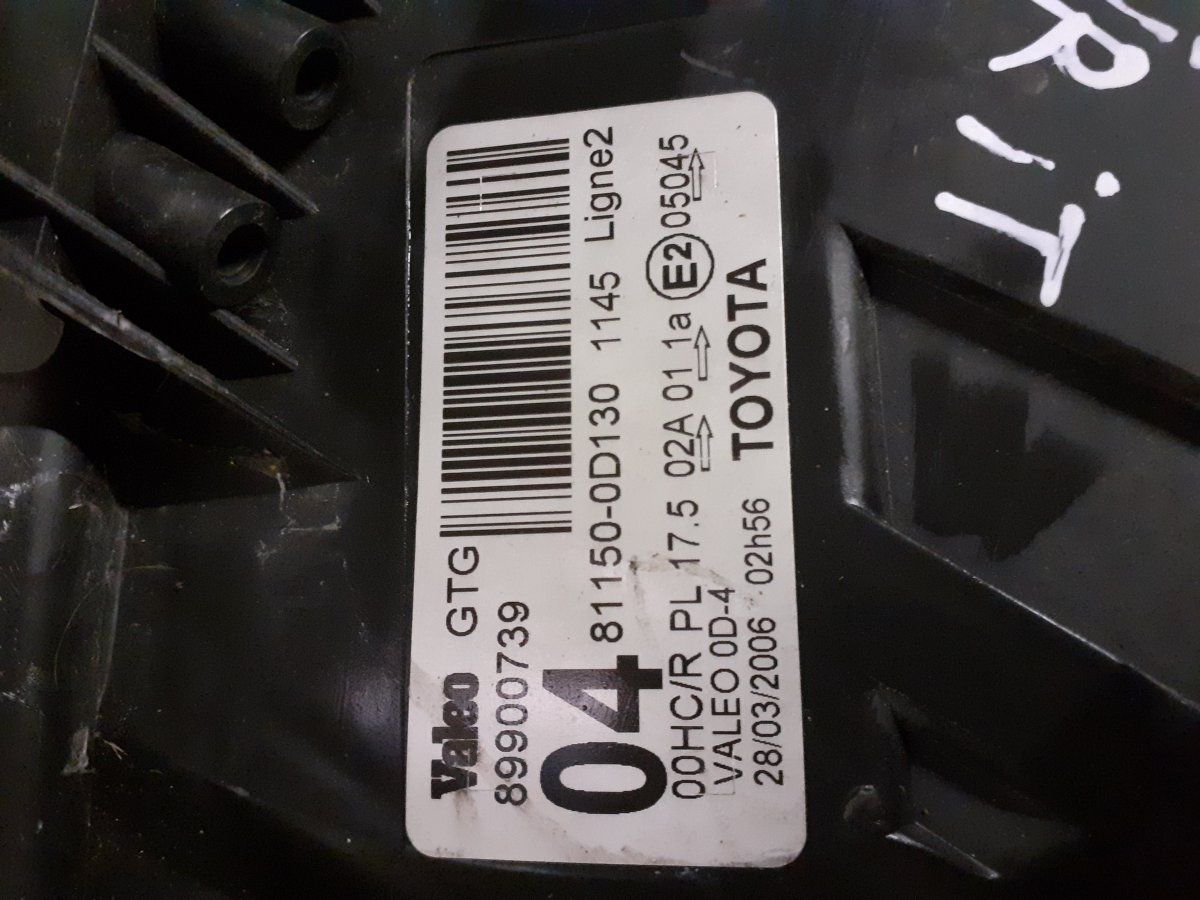 Valeo GTG
89900739
04 81150-0D130 1145 Ligne2
00HC/R PL 17.5 02A 01 1a E2 05045
VALEO 0D-4 TOYOTA
28/03/2006 02h56